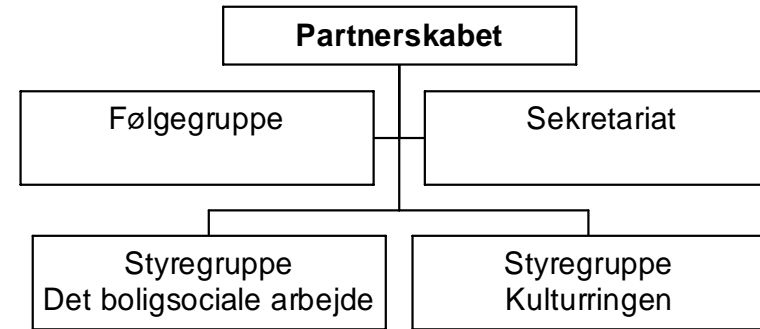 Partnerskabet
Følgegruppe
Sekretariat
Styregruppe
Det boligsociale arbejde
Styregruppe
Kulturringen